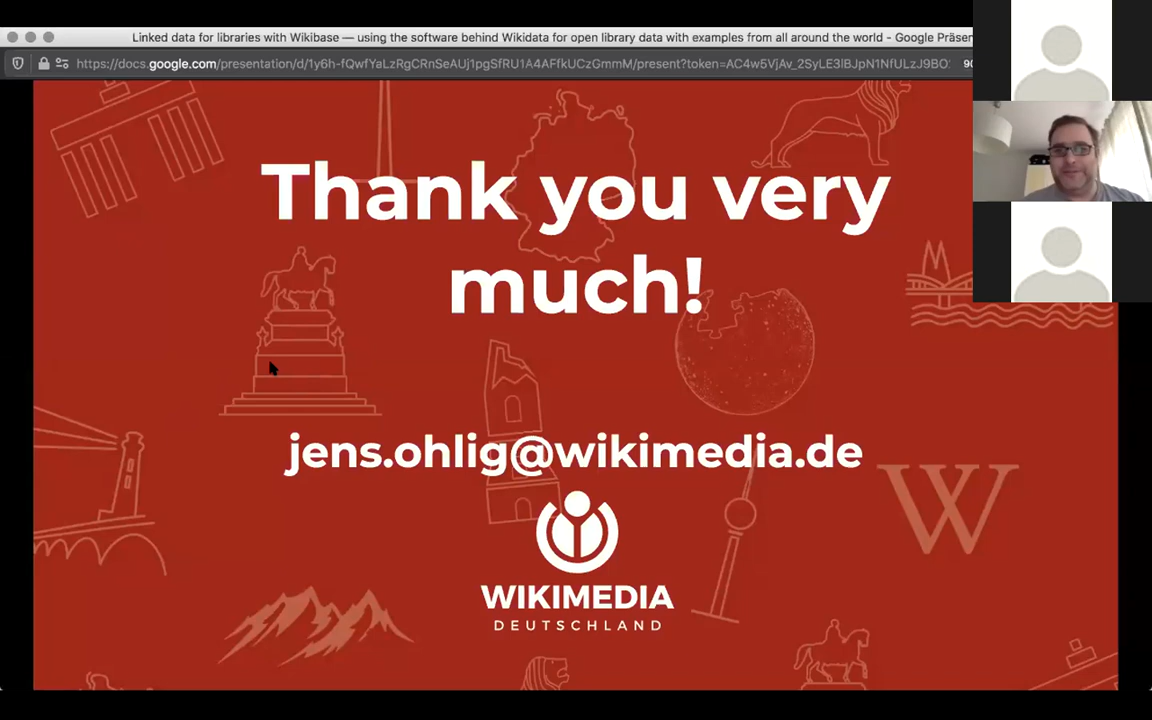 Linked data for libraries with Wikibase — using the software behind Wikidata for open library data with examples from all around the world - Google Präsen
https://docs.google.com/presentation/d/1y6h-fQwfYaLzRgCRnSeAUj1pgSfRU1A4AFfkUCzGmmM/present?token=AC4w5VjAv_2SyLE3lBJpN1NfULzJ9BO
90
Thank you very
much!
jens.ohlig@wikimedia.de
W
WIKIMEDIA
DEUTSCHLAND